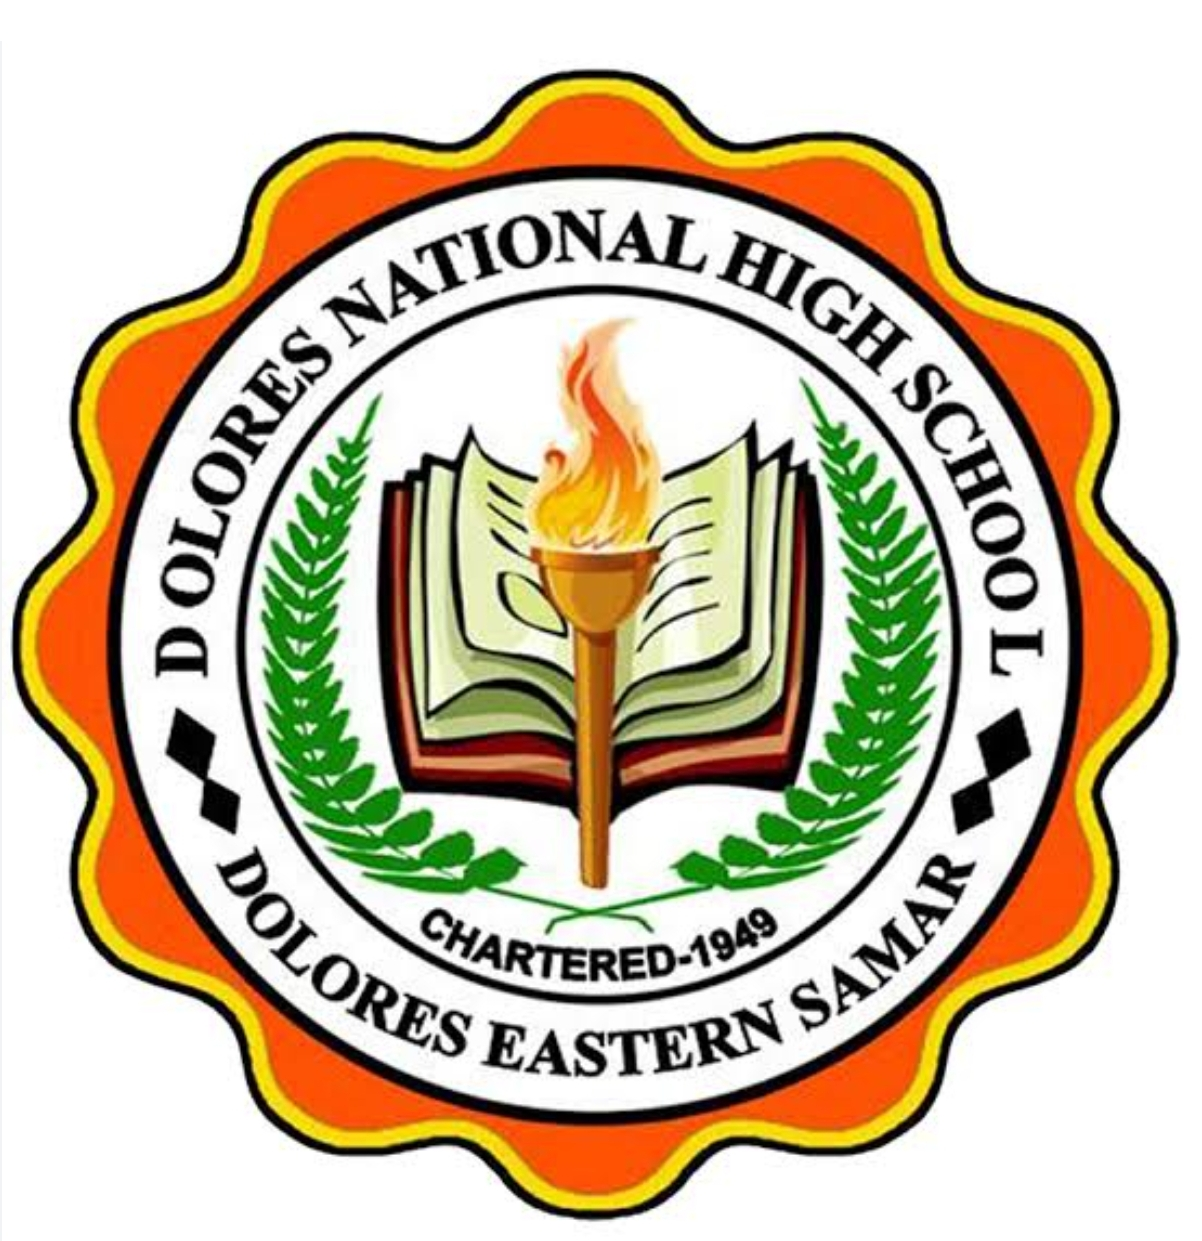 DOLORES NATIONAL HIGH SCHOOL
CHARTERED-1949
DOLORES EASTERN SAMAR